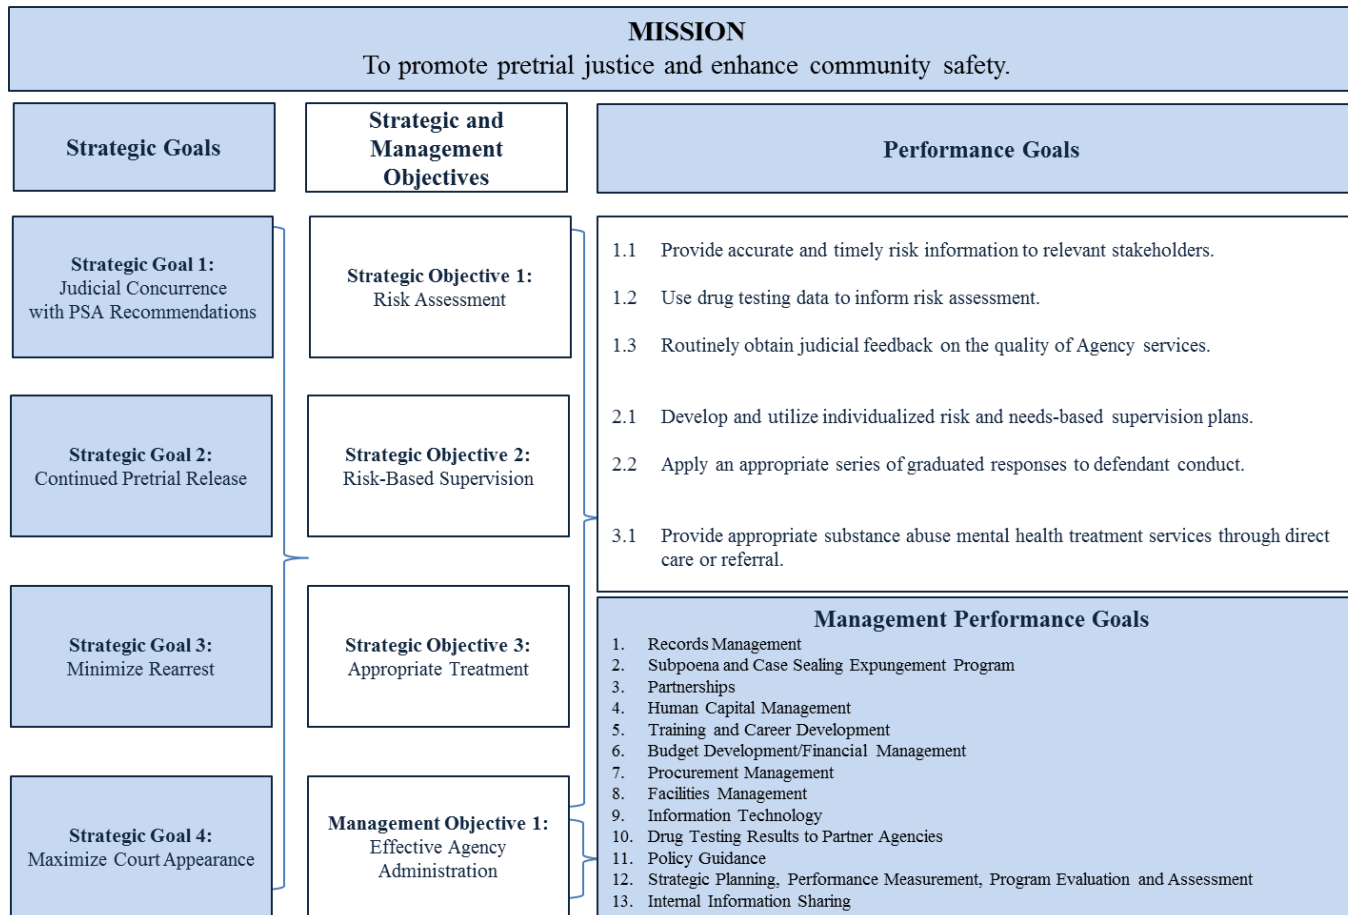 MISSION
To promote pretrial justice and enhance community safety.
Strategic Goals
Strategic and
Management
Objectives
Performance Goals
Strategic Goal 1:
Judicial Concurrence
with PSA Recommendations
Strategic Goal 2:
Continued Pretrial Release
Strategic Goal 3:
Minimize Rearrest
Strategic Goal 4:
Maximize Court Appearance
Strategic Objective 1:
Risk Assessment
Strategic Objective 2:
Risk-Based Supervision
Strategic Objective 3:
Appropriate Treatment
Management Objective 1:
Effective Agency
Administration
1.1 Provide accurate and timely risk information to relevant stakeholders.
1.2 Use drug testing data to inform risk assessment.
1.3 Routinely obtain judicial feedback on the quality of Agency services.
2.1 Develop and utilize individualized risk and needs-based supervision plans.
2.2 Apply an appropriate series of graduated responses to defendant conduct.
3.1 Provide appropriate substance abuse mental health treatment services through direct
care or referral.
Management Performance Goals
1. Records Management
2. Subpoena and Case Sealing Expungement Program
3. Partnerships
4. Human Capital Management
5. Training and Career Development
6. Budget Development/Financial Management
7. Procurement Management
8. Facilities Management
9. Information Technology
10. Drug Testing Results to Partner Agencies
11. Policy Guidance
12. Strategic Planning, Performance Measurement, Program Evaluation and Assessment
13. Internal Information Sharing